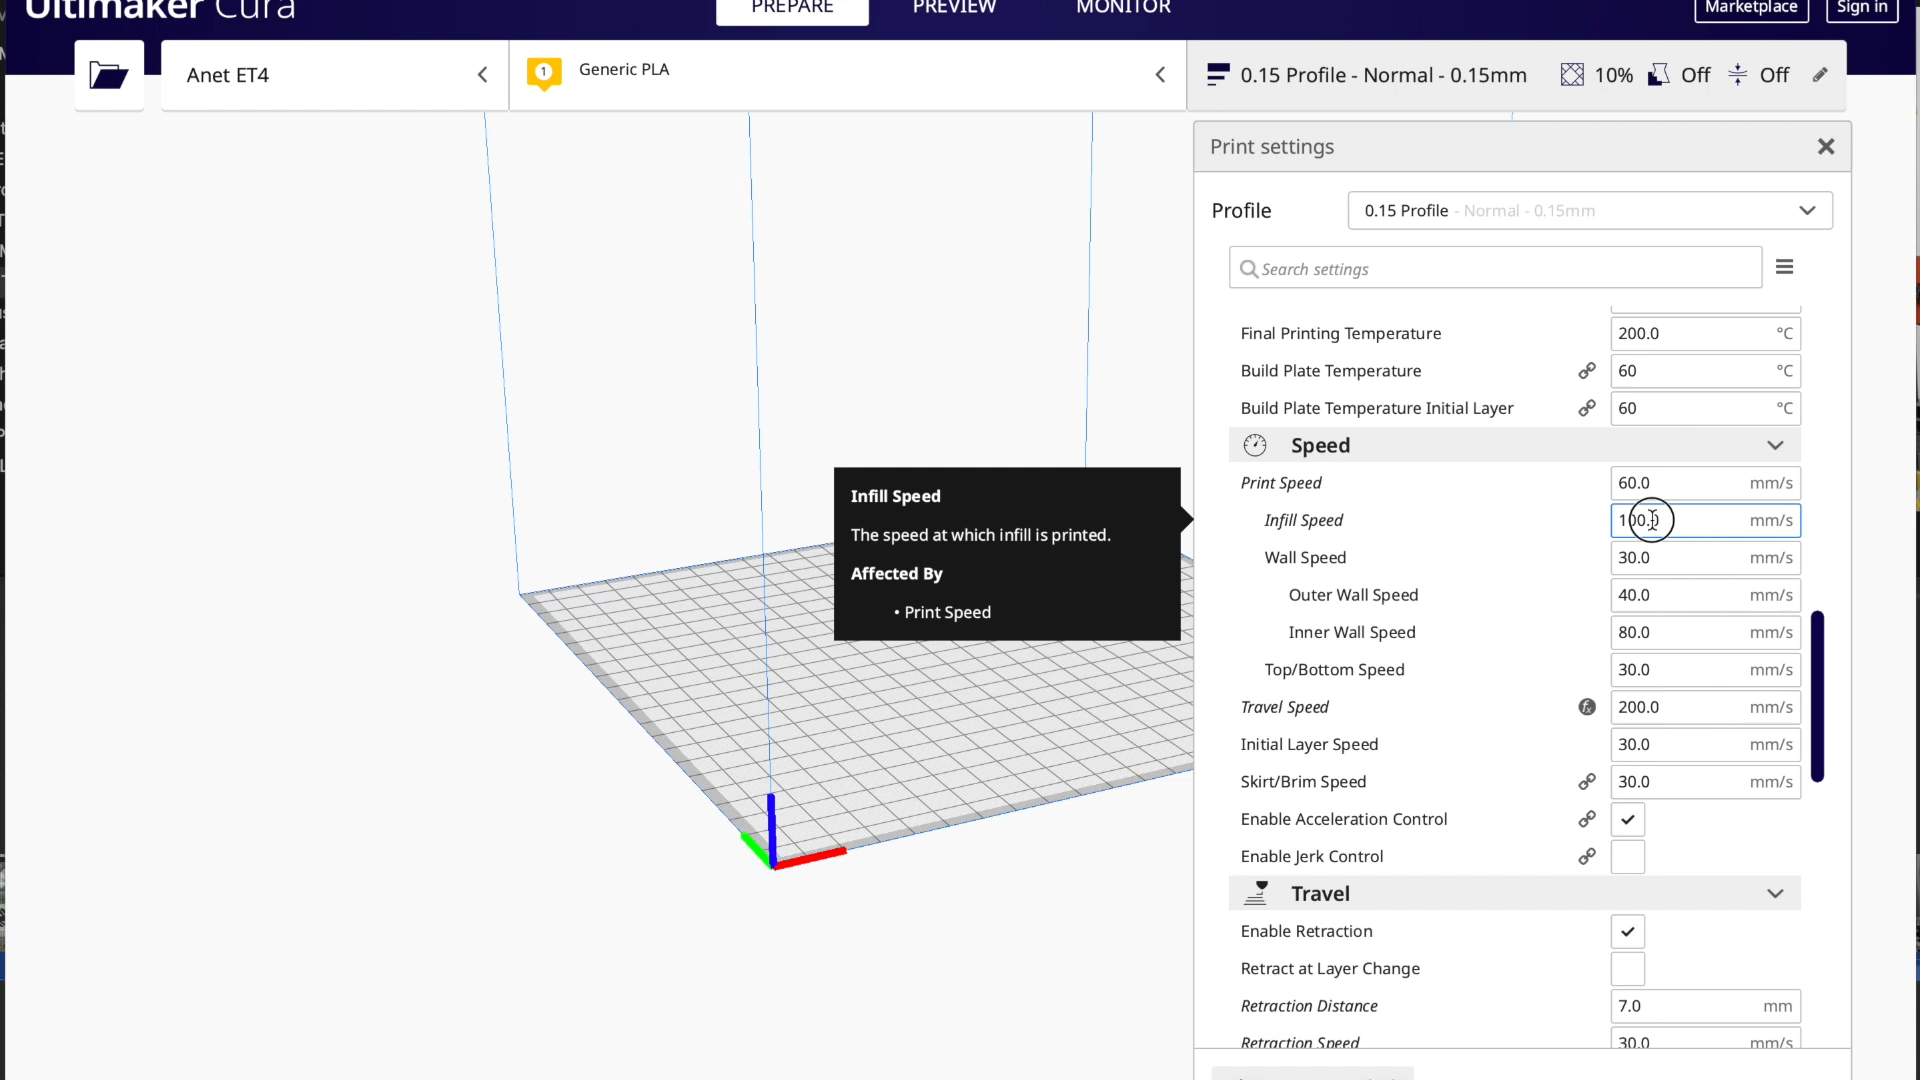 Ultimaker Cura
PREPARE
PREVIEW
MONITOR
Marketplace
Sign in
Anet ET4
1
Generic PLA
0.15 Profile - Normal - 0.15mm
10%
Off
Off
Print settings
Profile
0.15 Profile - Normal - 0.15mm
Search settings
Final Printing Temperature 200.0 °C
Build Plate Temperature 60 °C
Build Plate Temperature Initial Layer 60 °C
Speed
Print Speed 60.0 mm/s
Infill Speed 100.0 mm/s
Wall Speed 30.0 mm/s
Outer Wall Speed 40.0 mm/s
Inner Wall Speed 80.0 mm/s
Top/Bottom Speed 30.0 mm/s
Travel Speed fx 200.0 mm/s
Initial Layer Speed 30.0 mm/s
Skirt/Brim Speed 30.0 mm/s
Enable Acceleration Control
Enable Jerk Control
Travel
Enable Retraction
Retract at Layer Change
Retraction Distance 7.0 mm
Retraction Speed 30.0 mm/s
Infill Speed
The speed at which infill is printed.
Affected By
• Print Speed